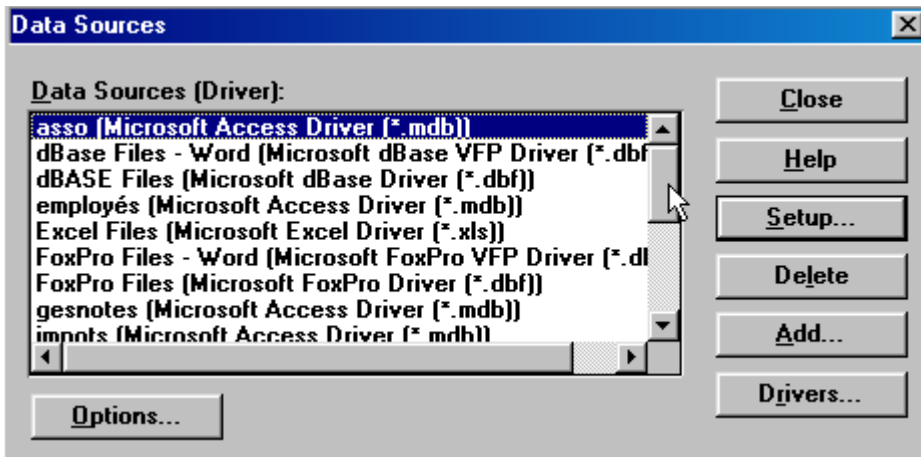 Data Sources
Data Sources (Driver):
asso (Microsoft Access Driver (*.mdb))
dBase Files - Word (Microsoft dBase VFP Driver (*.dbf
dBASE Files (Microsoft dBase Driver (*.dbf))
employés (Microsoft Access Driver (*.mdb))
Excel Files (Microsoft Excel Driver (*.xls))
FoxPro Files - Word (Microsoft FoxPro VFP Driver (*.d
FoxPro Files (Microsoft FoxPro Driver (*.dbf))
gesnotes (Microsoft Access Driver (*.mdb))
impots (Microsoft Access Driver (*.mdb))
Close
Help
Setup...
Delete
Add...
Drivers...
Options...